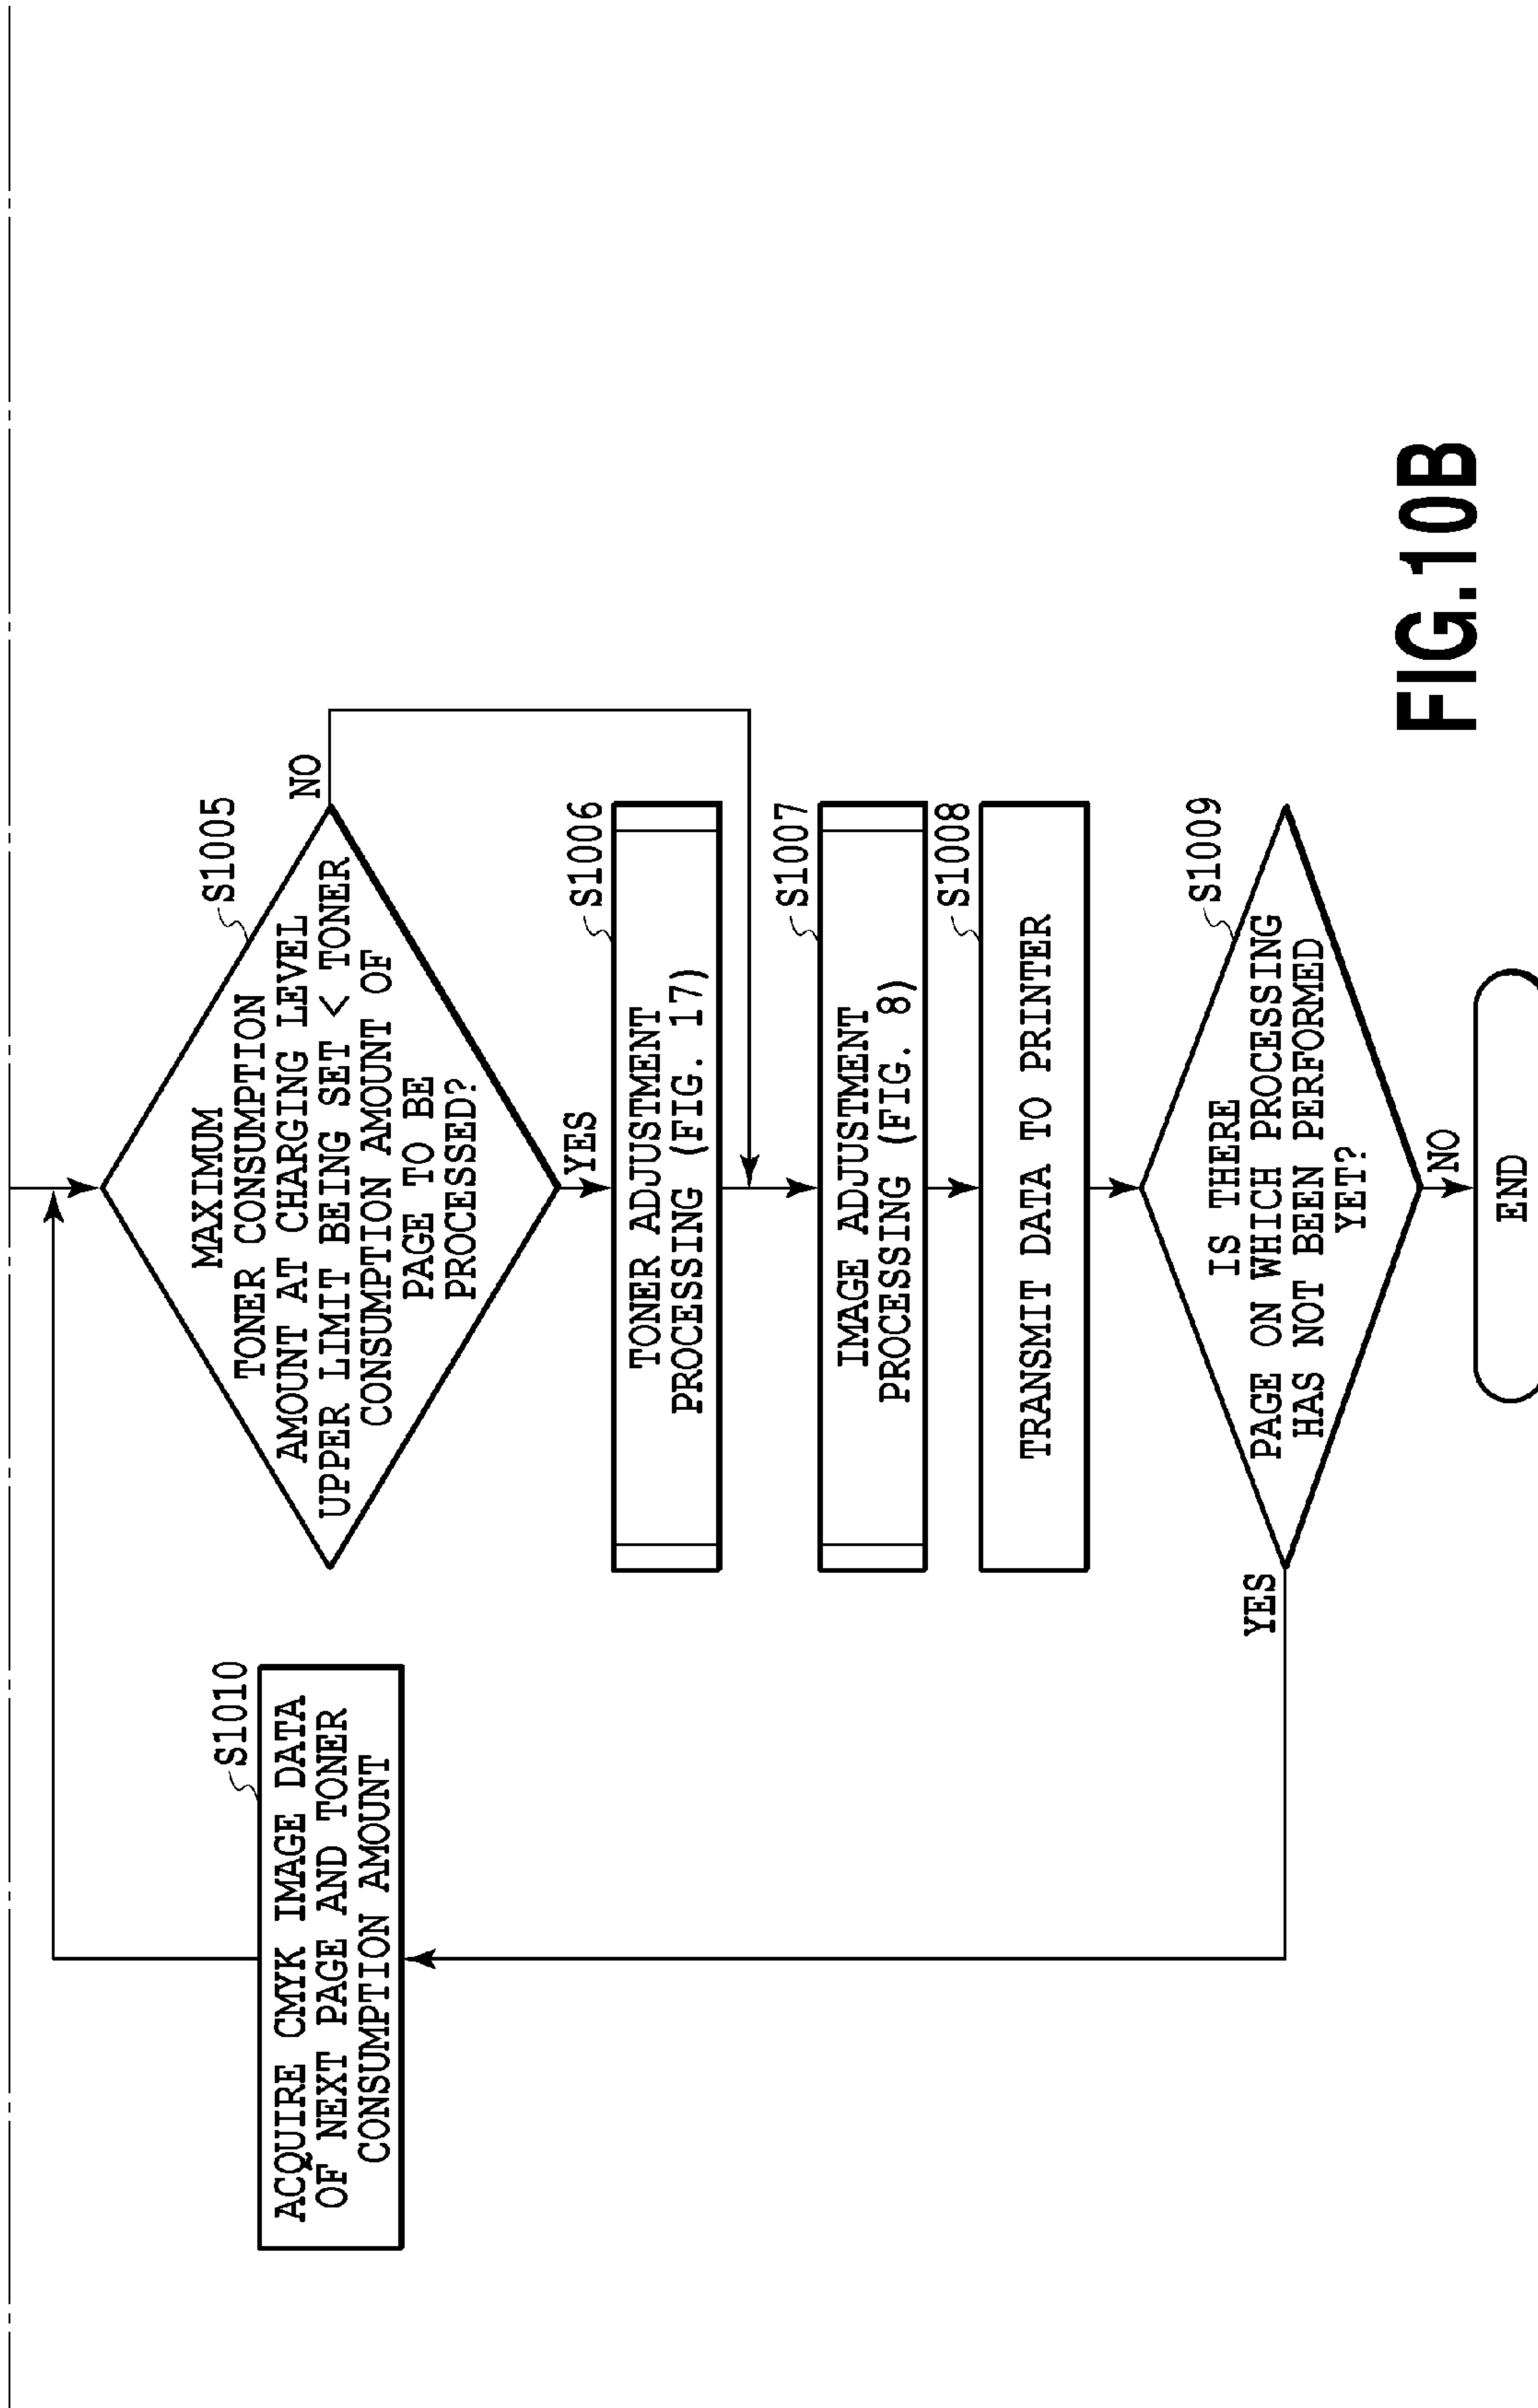 S1005
MAXIMUM
TONER CONSUMPTION
AMOUNT AT CHARGING LEVEL
UPPER LIMIT BEING SET < TONER
CONSUMPTION AMOUNT OF
PAGE TO BE
PROCESSED?
NO
YES
S1006
TONER ADJUSTMENT
PROCESSING (FIG. 17)
S1007
IMAGE ADJUSTMENT
PROCESSING (FIG. 8)
S1008
TRANSMIT DATA TO PRINTER
S1009
IS THERE
PAGE ON WHICH PROCESSING
HAS NOT BEEN PERFORMED
YET?
YES
NO
S1010
ACQUIRE CMYK IMAGE DATA
OF NEXT PAGE AND TONER
CONSUMPTION AMOUNT
END
FIG.10B